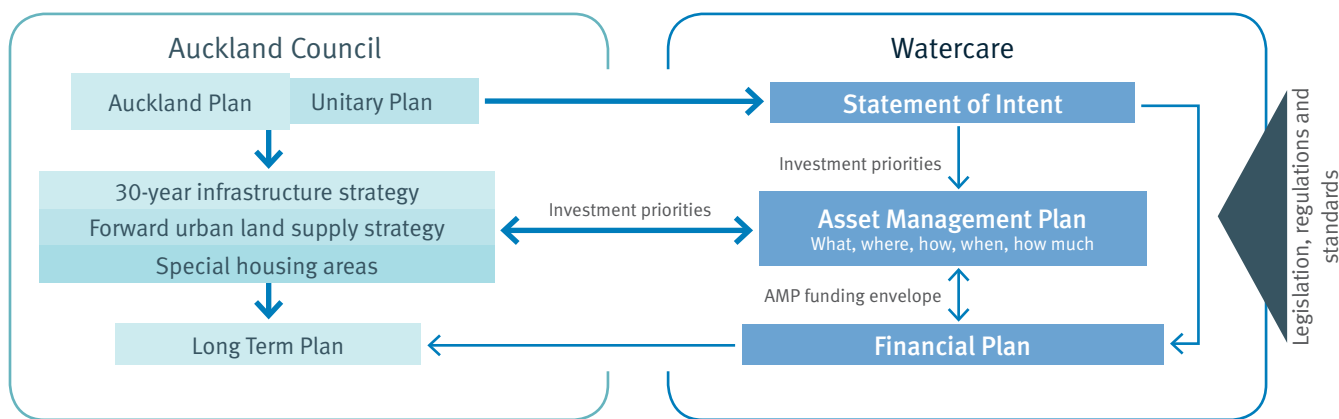 Auckland Council
Auckland Plan
Unitary Plan
30-year infrastructure strategy
Forward urban land supply strategy
Special housing areas
Long Term Plan
Investment priorities
Watercare
Statement of Intent
Investment priorities
Asset Management Plan
What, where, how, when, how much
AMP funding envelope
Financial Plan
Legislation, regulations and
standards